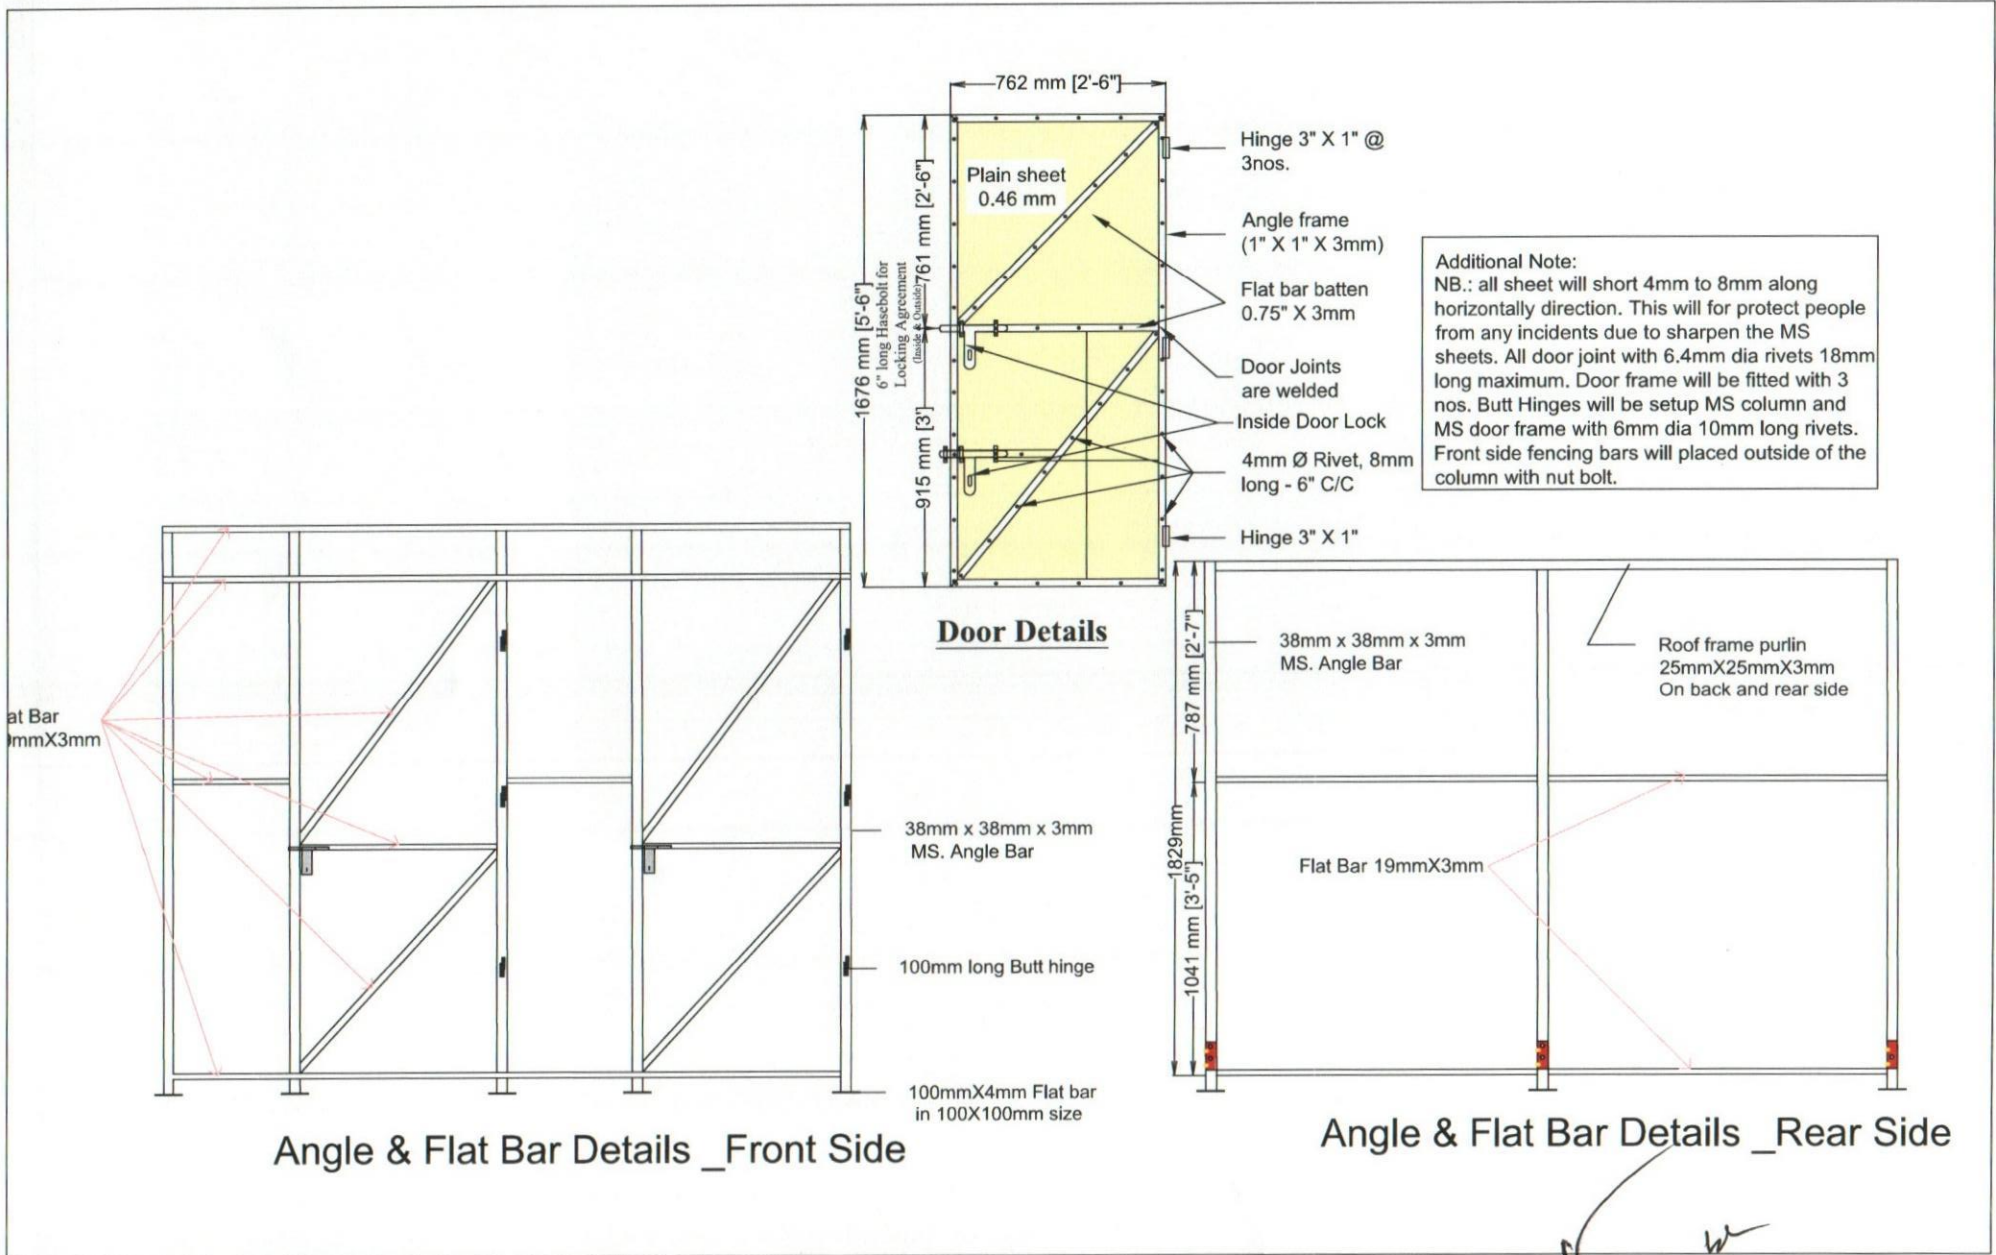 762 mm [2'-6"]
1676 mm [5'-6"]
761 mm [2'-6"]
915 mm [3']
6" long Hasebolt for
Locking Agreement
(Inside & Outside)
Plain sheet
0.46 mm
Hinge 3" X 1" @
3nos.
Angle frame
(1" X 1" X 3mm)
Flat bar batten
0.75" X 3mm
Door Joints
are welded
Inside Door Lock
4mm Ø Rivet, 8mm
long - 6" C/C
Hinge 3" X 1"
Door Details
Additional Note:
NB.: all sheet will short 4mm to 8mm along
horizontally direction. This will for protect people
from any incidents due to sharpen the MS
sheets. All door joint with 6.4mm dia rivets 18mm
long maximum. Door frame will be fitted with 3
nos. Butt Hinges will be setup MS column and
MS door frame with 6mm dia 10mm long rivets.
Front side fencing bars will placed outside of the
column with nut bolt.
at Bar
mmX3mm
38mm x 38mm x 3mm
MS. Angle Bar
100mm long Butt hinge
100mmX4mm Flat bar
in 100X100mm size
Angle & Flat Bar Details _Front Side
787 mm [2'-7"]
1829mm
1041 mm [3'-5"]
38mm x 38mm x 3mm
MS. Angle Bar
Roof frame purlin
25mmX25mmX3mm
On back and rear side
Flat Bar 19mmX3mm
Angle & Flat Bar Details _Rear Side